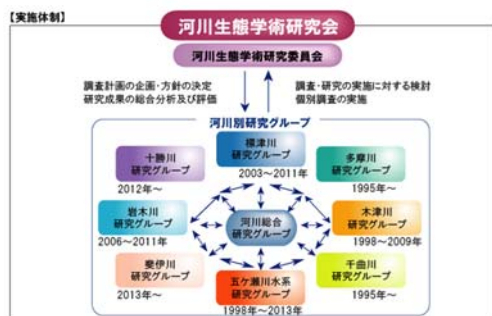 【実施体制】
河川生態学術研究会
河川生態学術研究委員会
調査計画の企画・方針の決定
研究成果の総合分析及び評価
調査・研究の実施に対する検討
個別調査の実施
河川別研究グループ
標津川
研究グループ
2003～2011年
十勝川
研究グループ
2012年～
多摩川
研究グループ
1995年～
岩木川
研究グループ
2006～2011年
河川総合
研究グループ
木津川
研究グループ
1998～2009年
斐伊川
研究グループ
2013年～
五ケ瀬川水系
研究グループ
1998年～2013年
千曲川
研究グループ
1995年～